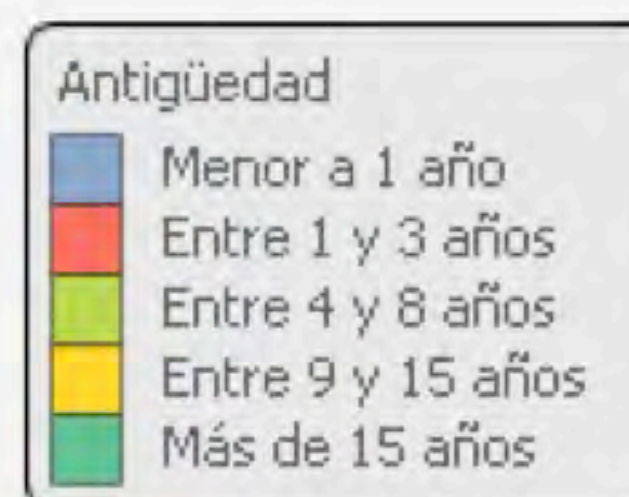 Antigüedad
Menor a 1 año
Entre 1 y 3 años
Entre 4 y 8 años
Entre 9 y 15 años
Más de 15 años